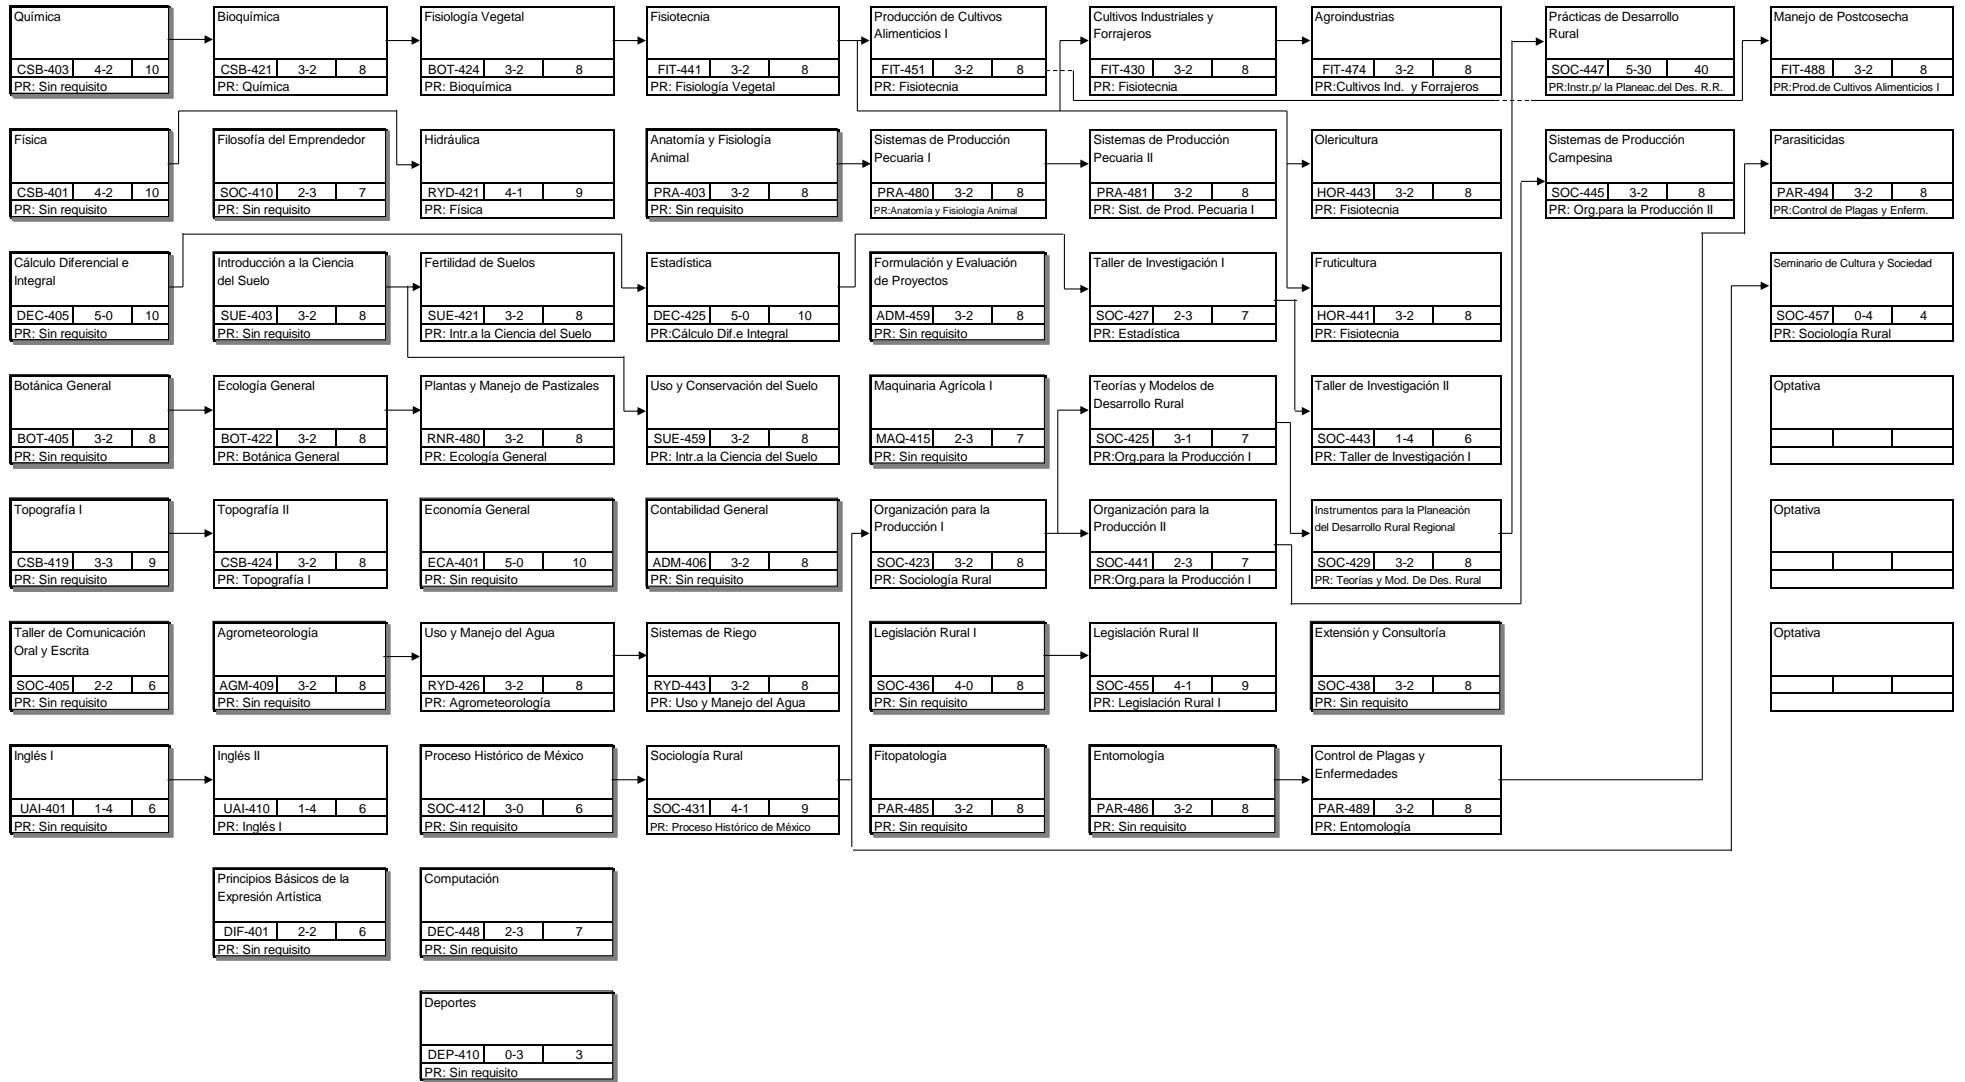 Química
CSB-403 4-2 10
PR: Sin requisito
Bioquímica
CSB-421 3-2 8
PR: Química
Fisiología Vegetal
BOT-424 3-2 8
PR: Bioquímica
Fisiotecnia
FIT-441 3-2 8
PR: Fisiología Vegetal
Producción de Cultivos
Alimenticios I
FIT-451 3-2 8
PR: Fisiotecnia
Cultivos Industriales y
Forrajeros
FIT-430 3-2 8
PR: Fisiotecnia
Agroindustrias
FIT-474 3-2 8
PR:Cultivos Ind. y Forrajeros
Prácticas de Desarrollo
Rural
SOC-447 5-30 40
PR:Instr.p/ la Planeac.del Des. R.R.
Manejo de Postcosecha
FIT-488 3-2 8
PR:Prod.de Cultivos Alimenticios I
Física
CSB-401 4-2 10
PR: Sin requisito
Filosofía del Emprendedor
SOC-410 2-3 7
PR: Sin requisito
Hidráulica
RYD-421 4-1 9
PR: Física
Anatomía y Fisiología
Animal
PRA-403 3-2 8
PR: Sin requisito
Sistemas de Producción
Pecuaria I
PRA-480 3-2 8
PR:Anatomía y Fisiología Animal
Sistemas de Producción
Pecuaria II
PRA-481 3-2 8
PR: Sist. de Prod. Pecuaria I
Olericultura
HOR-443 3-2 8
PR: Fisiotecnia
Sistemas de Producción
Campesina
SOC-445 3-2 8
PR: Org.para la Producción II
Parasiticidas
PAR-494 3-2 8
PR:Control de Plagas y Enferm.
Cálculo Diferencial e
Integral
DEC-405 5-0 10
PR: Sin requisito
Introducción a la Ciencia
del Suelo
SUE-403 3-2 8
PR: Sin requisito
Fertilidad de Suelos
SUE-421 3-2 8
PR: Intr.a la Ciencia del Suelo
Estadística
DEC-425 5-0 10
PR:Cálculo Dif.e Integral
Formulación y Evaluación
de Proyectos
ADM-459 3-2 8
PR: Sin requisito
Taller de Investigación I
SOC-427 2-3 7
PR: Estadística
Fruticultura
HOR-441 3-2 8
PR: Fisiotecnia
Seminario de Cultura y Sociedad
SOC-457 0-4 4
PR: Sociología Rural
Botánica General
BOT-405 3-2 8
PR: Sin requisito
Ecología General
BOT-422 3-2 8
PR: Botánica General
Plantas y Manejo de Pastizales
RNR-480 3-2 8
PR: Ecología General
Uso y Conservación del Suelo
SUE-459 3-2 8
PR: Intr.a la Ciencia del Suelo
Maquinaria Agrícola I
MAQ-415 2-3 7
PR: Sin requisito
Teorías y Modelos de
Desarrollo Rural
SOC-425 3-1 7
PR:Org.para la Producción I
Taller de Investigación II
SOC-443 1-4 6
PR: Taller de Investigación I
Optativa
Topografía I
CSB-419 3-3 9
PR: Sin requisito
Topografía II
CSB-424 3-2 8
PR: Topografía I
Economía General
ECA-401 5-0 10
PR: Sin requisito
Contabilidad General
ADM-406 3-2 8
PR: Sin requisito
Organización para la
Producción I
SOC-423 3-2 8
PR: Sociología Rural
Organización para la
Producción II
SOC-441 2-3 7
PR:Org.para la Producción I
Instrumentos para la Planeación
del Desarrollo Rural Regional
SOC-429 3-2 8
PR: Teorías y Mod. De Des. Rural
Optativa
Taller de Comunicación
Oral y Escrita
SOC-405 2-2 6
PR: Sin requisito
Agrometeorología
AGM-409 3-2 8
PR: Sin requisito
Uso y Manejo del Agua
RYD-426 3-2 8
PR: Agrometeorología
Sistemas de Riego
RYD-443 3-2 8
PR: Uso y Manejo del Agua
Legislación Rural I
SOC-436 4-0 8
PR: Sin requisito
Legislación Rural II
SOC-455 4-1 9
PR: Legislación Rural I
Extensión y Consultoría
SOC-438 3-2 8
PR: Sin requisito
Optativa
Inglés I
UAI-401 1-4 6
PR: Sin requisito
Inglés II
UAI-410 1-4 6
PR: Inglés I
Proceso Histórico de México
SOC-412 3-0 6
PR: Sin requisito
Sociología Rural
SOC-431 4-1 9
PR: Proceso Histórico de México
Fitopatología
PAR-485 3-2 8
PR: Sin requisito
Entomología
PAR-486 3-2 8
PR: Sin requisito
Control de Plagas y
Enfermedades
PAR-489 3-2 8
PR: Entomología
Principios Básicos de la
Expresión Artística
DIF-401 2-2 6
PR: Sin requisito
Computación
DEC-448 2-3 7
PR: Sin requisito
Deportes
DEP-410 0-3 3
PR: Sin requisito